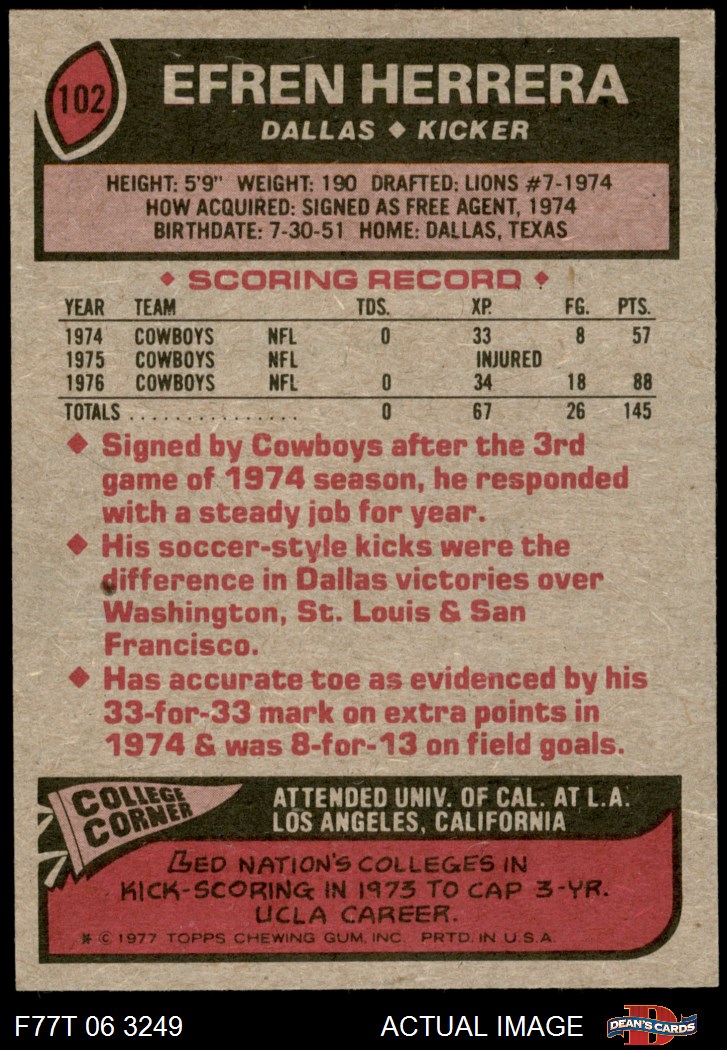 102
EFREN HERRERA
DALLAS ◆ KICKER
HEIGHT: 5'9" WEIGHT: 190 DRAFTED: LIONS #7-1974
HOW ACQUIRED: SIGNED AS FREE AGENT, 1974
BIRTHDATE: 7-30-51 HOME: DALLAS, TEXAS
◆ SCORING RECORD ◆
YEAR TEAM TDS. XP. FG. PTS.
1974 COWBOYS NFL 0 33 8 57
1975 COWBOYS NFL INJURED
1976 COWBOYS NFL 0 34 18 88
TOTALS ................ 0 67 26 145
◆ Signed by Cowboys after the 3rd
game of 1974 season, he responded
with a steady job for year.
◆ His soccer-style kicks were the
difference in Dallas victories over
Washington, St. Louis & San
Francisco.
◆ Has accurate toe as evidenced by his
33-for-33 mark on extra points in
1974 & was 8-for-13 on field goals.
COLLEGE
CORNER
ATTENDED UNIV. OF CAL. AT L.A.
LOS ANGELES, CALIFORNIA
LED NATION'S COLLEGES IN
KICK-SCORING IN 1973 TO CAP 3-YR.
UCLA CAREER.
* © 1977 TOPPS CHEWING GUM, INC. PRTD. IN U.S.A.
F77T 06 3249 ACTUAL IMAGE
D
DEAN'S CARDS